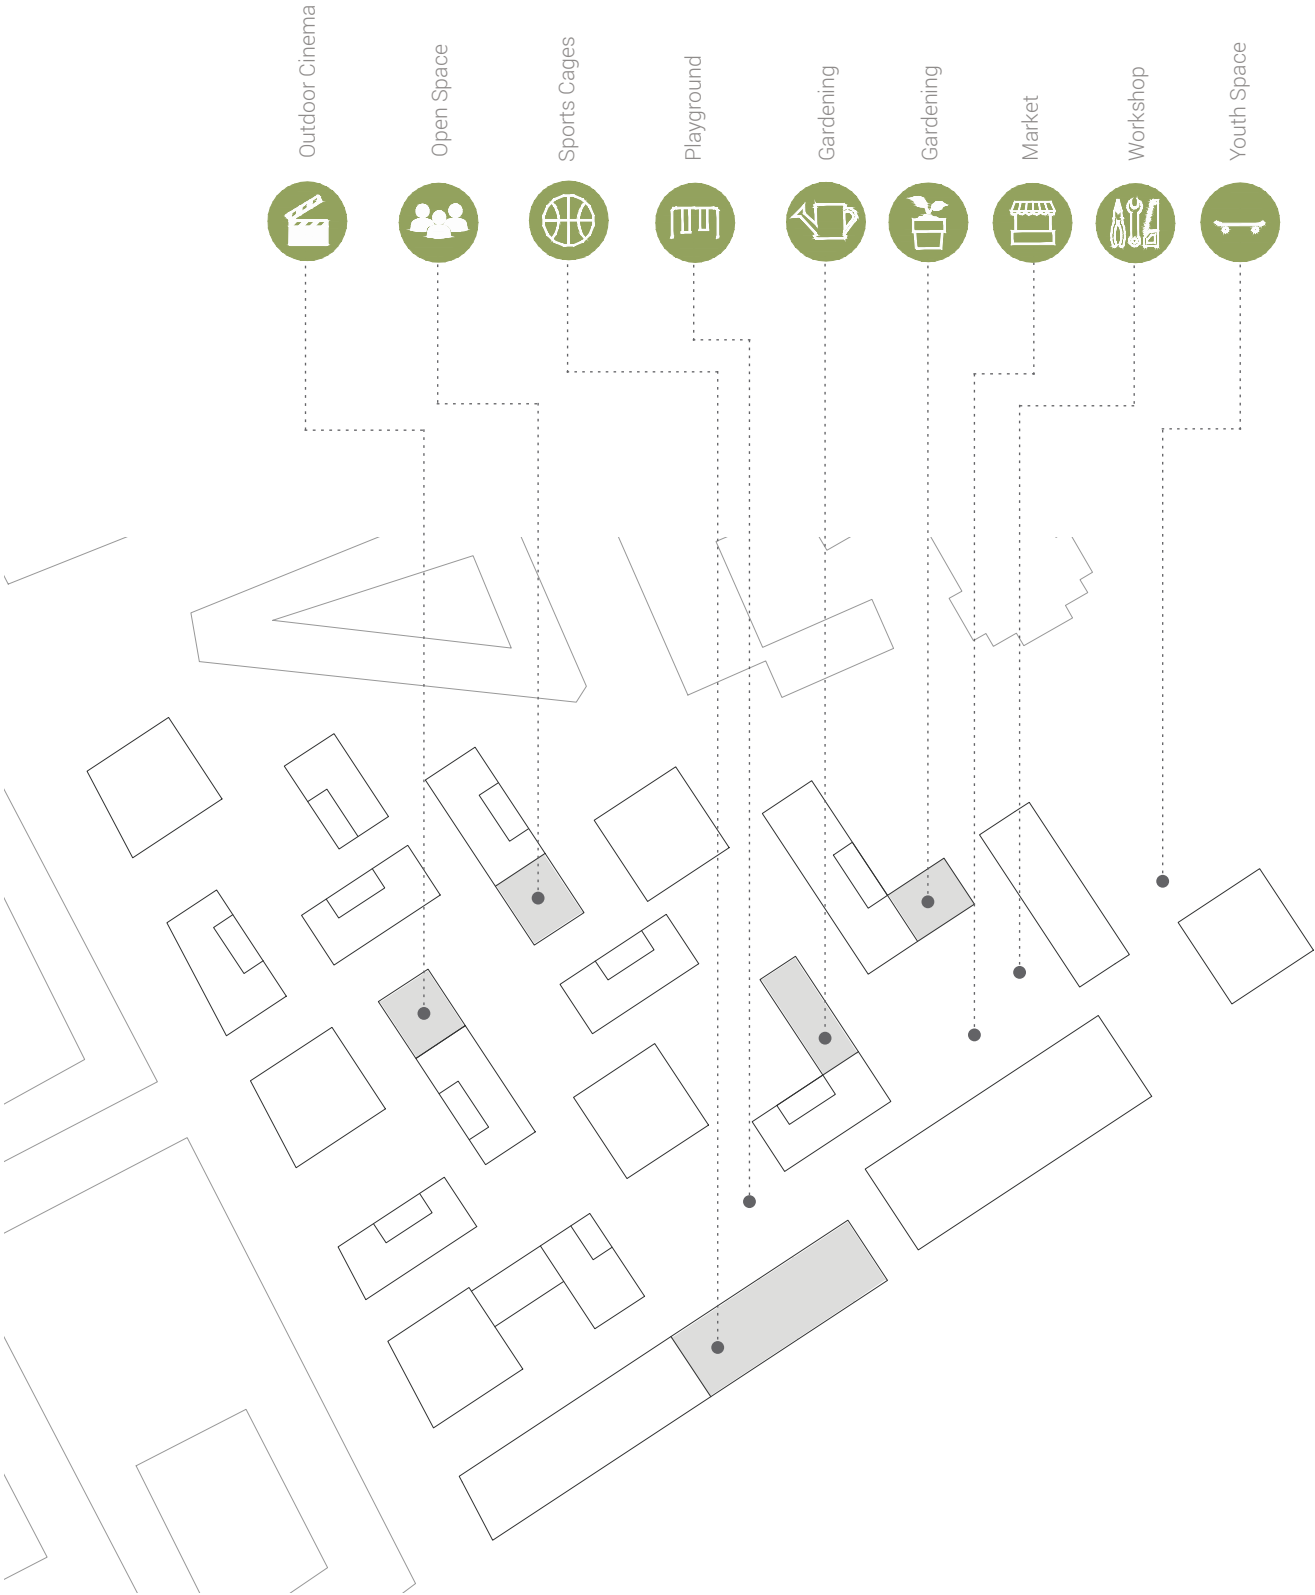 Outdoor Cinema
Open Space
Sports Cages
Playground
Gardening
Gardening
Market
Workshop
Youth Space